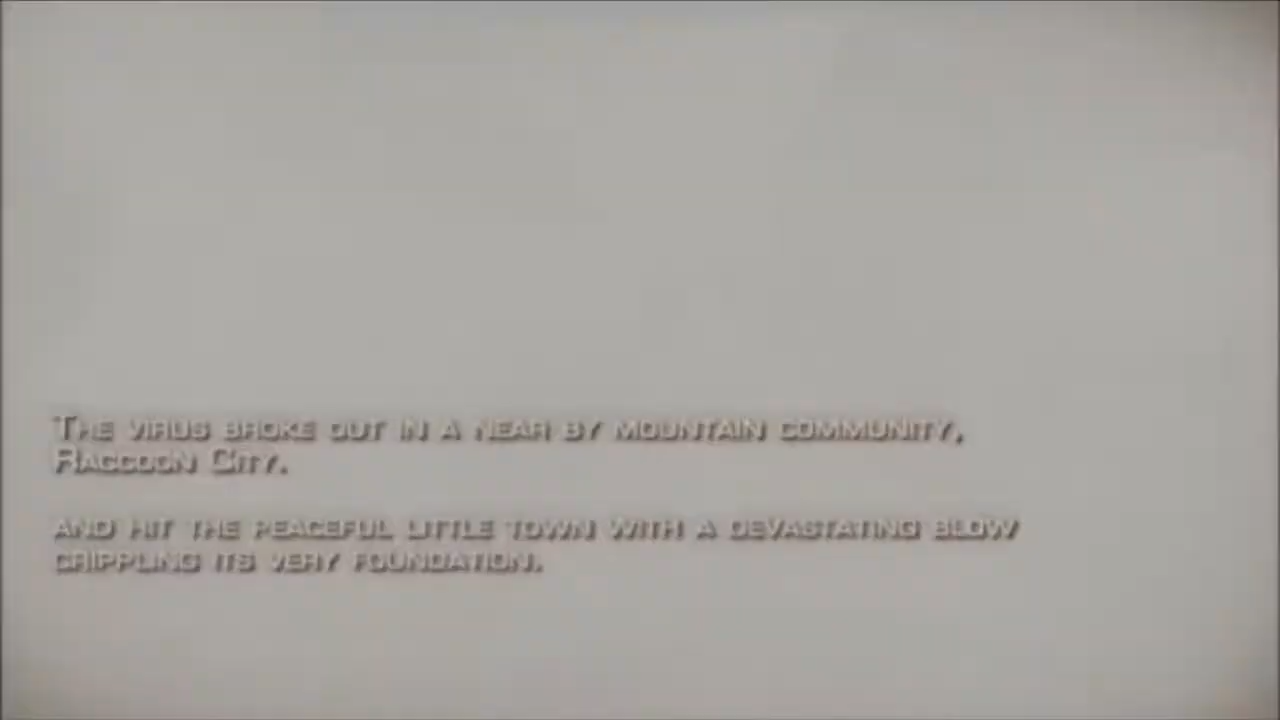 The virus broke out in a near by mountain community,
Raccoon City.
and hit the peaceful little town with a devastating blow
crippling its very foundation.